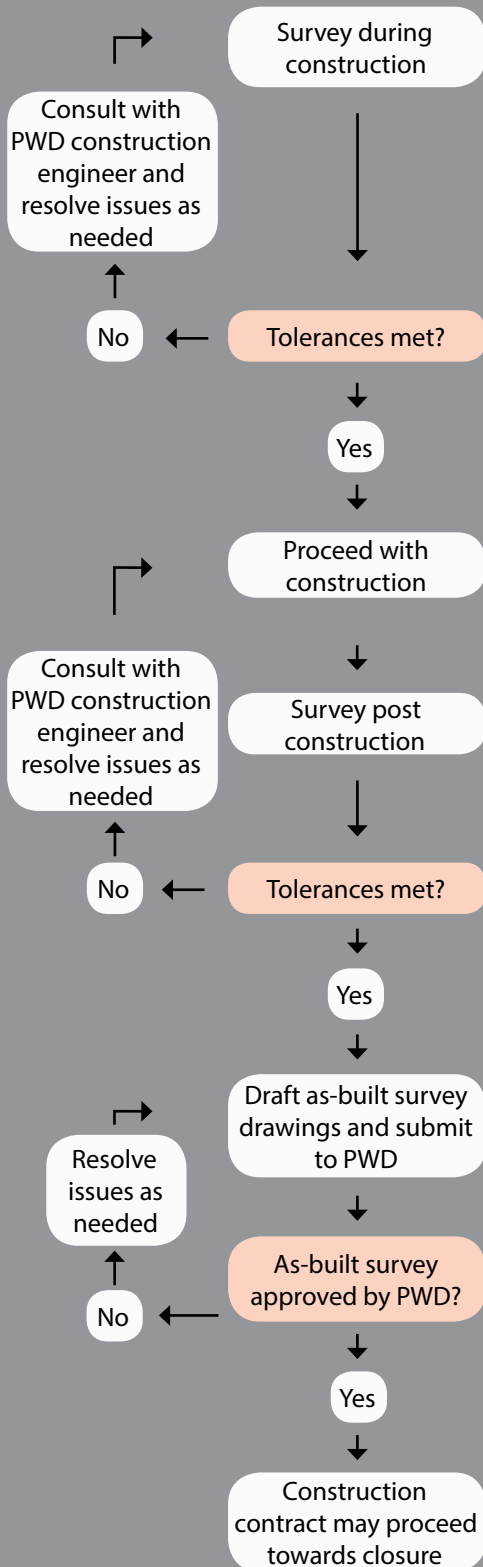 Survey during
construction
Consult with
PWD construction
engineer and
resolve issues as
needed
No
Tolerances met?
Yes
Proceed with
construction
Consult with
PWD construction
engineer and
resolve issues as
needed
Survey post
construction
No
Tolerances met?
Yes
Draft as-built survey
drawings and submit
to PWD
Resolve
issues as
needed
As-built survey
approved by PWD?
No
Yes
Construction
contract may proceed
towards closure